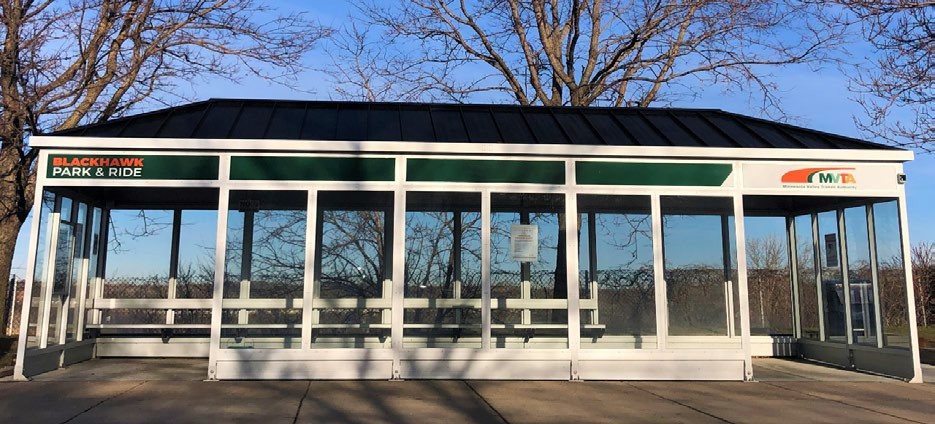 BLACKHAWK
PARK & RIDE
MVTA
Minnesota Valley Transit Authority